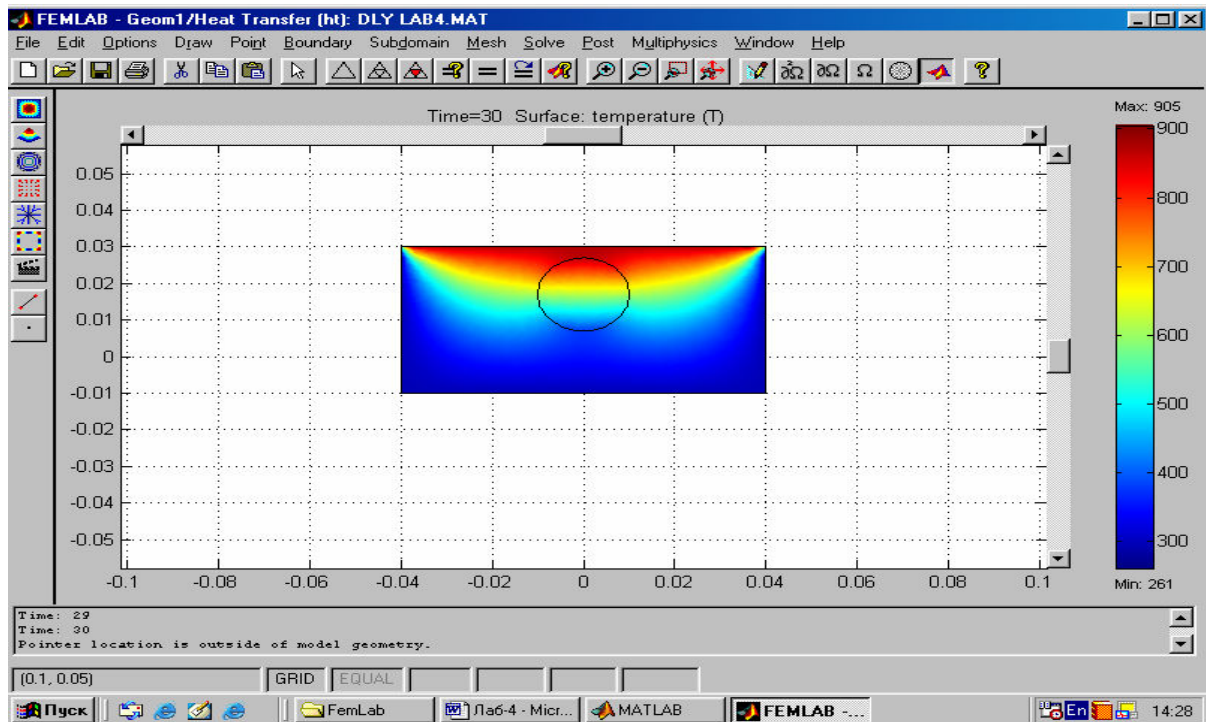 FEMLAB - Geom1/Heat Transfer (ht): DLY LAB4.MAT
File Edit Options Draw Point Boundary Subdomain Mesh Solve Post Multiphysics Window Help
Time=30 Surface: temperature (T)
Max: 905
0.05
0.04
0.03
0.02
0.01
0
-0.01
-0.02
-0.03
-0.04
-0.05
-0.1 -0.08 -0.06 -0.04 -0.02 0 0.02 0.04 0.06 0.08 0.1
900
800
700
600
500
400
300
Min: 261
Time: 29
Time: 30
Pointer location is outside of model geometry.
(0.1, 0.05) GRID EQUAL
Пуск FemLab Лаб-4 - Micr... MATLAB FEMLAB -... En 14:28